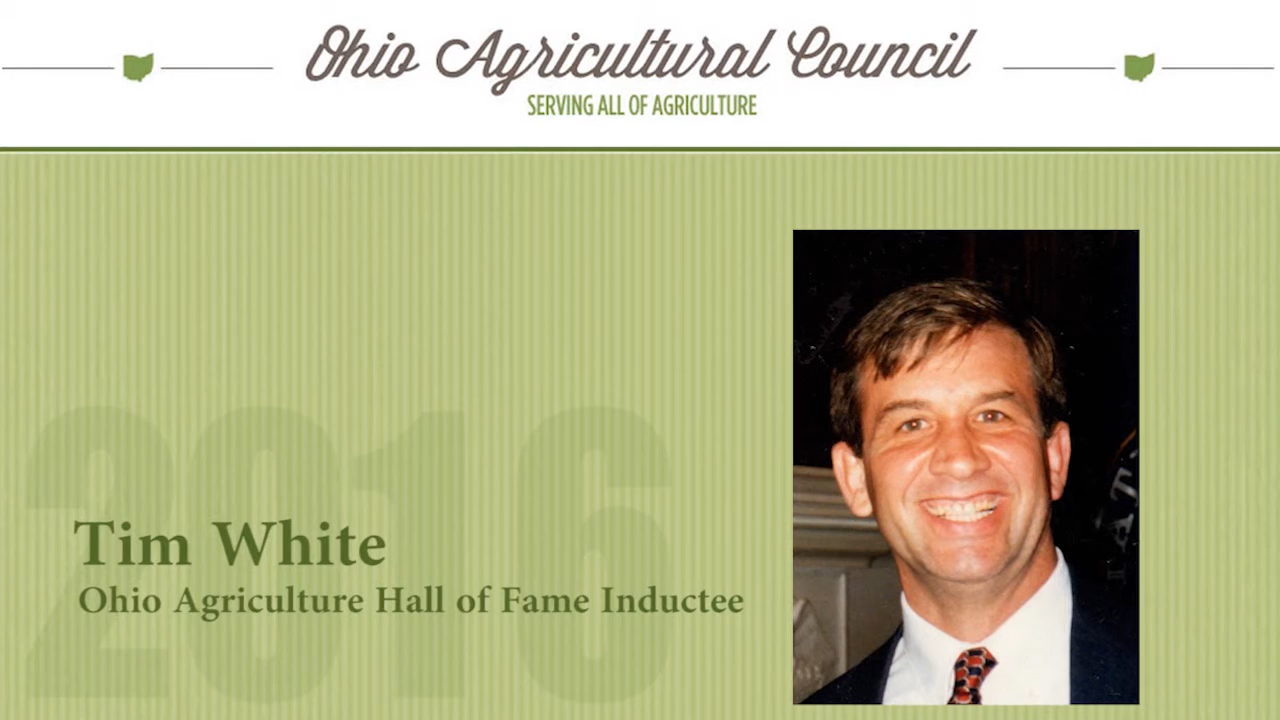 Ohio Agricultural Council
SERVING ALL OF AGRICULTURE
2016
Tim White
Ohio Agriculture Hall of Fame Inductee